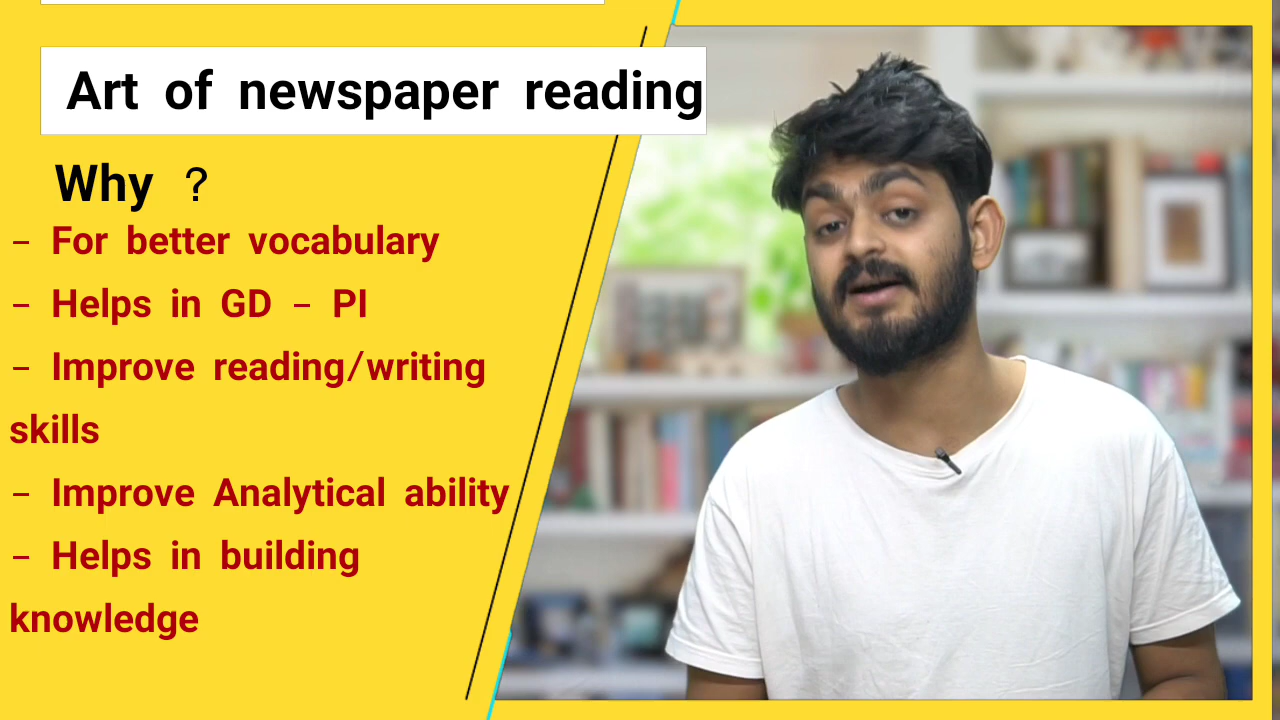 Art of newspaper reading
Why ?
- For better vocabulary
- Helps in GD - PI
- Improve reading/writing
skills
- Improve Analytical ability
- Helps in building
knowledge